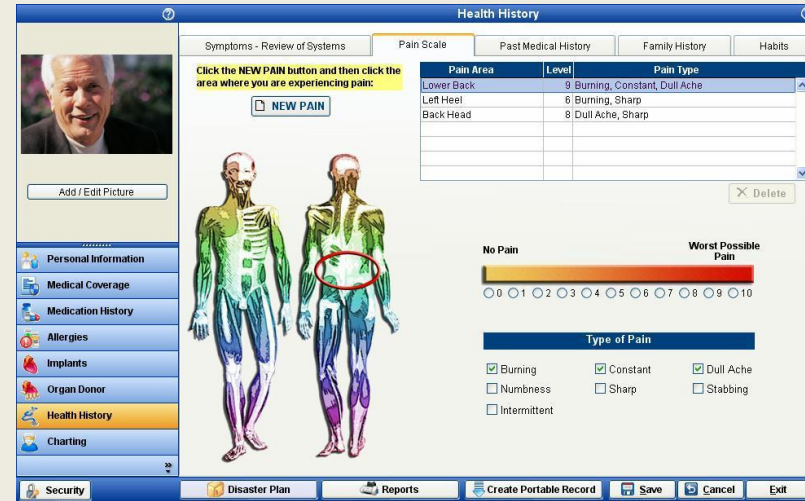 Health History
Symptoms - Review of Systems
Pain Scale
Past Medical History
Family History
Habits
Click the NEW PAIN button and then click the
area where you are experiencing pain:
NEW PAIN
Pain Area Level Pain Type
Lower Back 9 Burning, Constant, Dull Ache
Left Heel 6 Burning, Sharp
Back Head 8 Dull Ache, Sharp
Delete
Add / Edit Picture
Personal Information
Medical Coverage
Medication History
Allergies
Implants
Organ Donor
Health History
Charting
No Pain
Worst Possible
Pain
0 1 2 3 4 5 6 7 8 9 10
Type of Pain
Burning Constant Dull Ache
Numbness Sharp Stabbing
Intermittent
Security
Disaster Plan
Reports
Create Portable Record
Save
Cancel
Exit